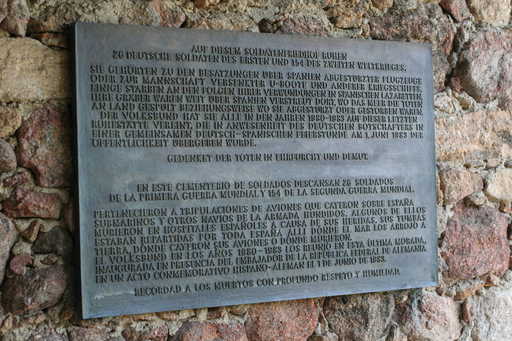 AUF DIESEM SOLDATENFRIEDHOF RUHEN
26 DEUTSCHE SOLDATEN DES ERSTEN UND 154 DES ZWEITEN WELTKRIEGES.
SIE GEHÖRTEN ZU DEN BESATZUNGEN ÜBER SPANIEN ABGESTÜRZTER FLUGZEUGE
ODER ZUR MANNSCHAFT VERSENKTER U-BOOTE UND ANDERER KRIEGSSCHIFFE.
EINIGE STARBEN AN DEN FOLGEN IHRER VERWUNDUNGEN IN SPANISCHEN LAZARETTEN.
IHRE GRÄBER WAREN WEIT ÜBER SPANIEN VERSTREUT DORT, WO DAS MEER DIE TOTEN
AN LAND GESPÜLT BEZIEHUNGSWEISE WO SIE ABGESTÜRZT ODER GESTORBEN WAREN.
DER VOLKSBUND HAT SIE ALLE IN DEN JAHREN 1980-1983 AUF DIESER LETZTEN
RUHESTÄTTE VEREINT, DIE IN ANWESENHEIT DES DEUTSCHEN BOTSCHAFTERS IN
EINER GEMEINSAMEN DEUTSCH-SPANISCHEN FEIERSTUNDE AM 1. JUNI 1983 DER
ÖFFENTLICHKEIT ÜBERGEBEN WURDE.
GEDENKET DER TOTEN IN EHRFURCHT UND DEMUT.
EN ESTE CEMENTERIO DE SOLDADOS DESCANSAN 26 SOLDADOS
DE LA PRIMERA GUERRA MUNDIAL Y 154 DE LA SEGUNDA GUERRA MUNDIAL.
PERTENECIERON A TRIPULACIONES DE AVIONES QUE CAYERON SOBRE ESPAÑA,
SUBMARINOS Y OTROS NAVIOS DE LA ARMADA HUNDIDOS. ALGUNOS DE ELLOS
MURIERON EN HOSPITALES ESPAÑOLES A CAUSA DE SUS HERIDAS. SUS TUMBAS
ESTABAN REPARTIDAS POR TODA ESPAÑA, ALLÍ DONDE EL MAR LOS ARROJÓ A
TIERRA, DÓNDE CAYERON SUS AVIONES O DÓNDE MURIERON.
EL VOLKSBUND EN LOS AÑOS DE 1980-1983 LOS REUNIÓ EN ESTA ÚLTIMA MORADA,
INAUGURADA EN PRESENCIA DEL EMBAJADOR DE LA REPÚBLICA FEDERAL DE ALEMANIA
EN UN ACTO CONMEMORATIVO HISPANO-ALEMÁN EL 1 DE JUNIO DE 1983.
RECORDAD A LOS MUERTOS CON PROFUNDO RESPETO Y HUMILDAD.